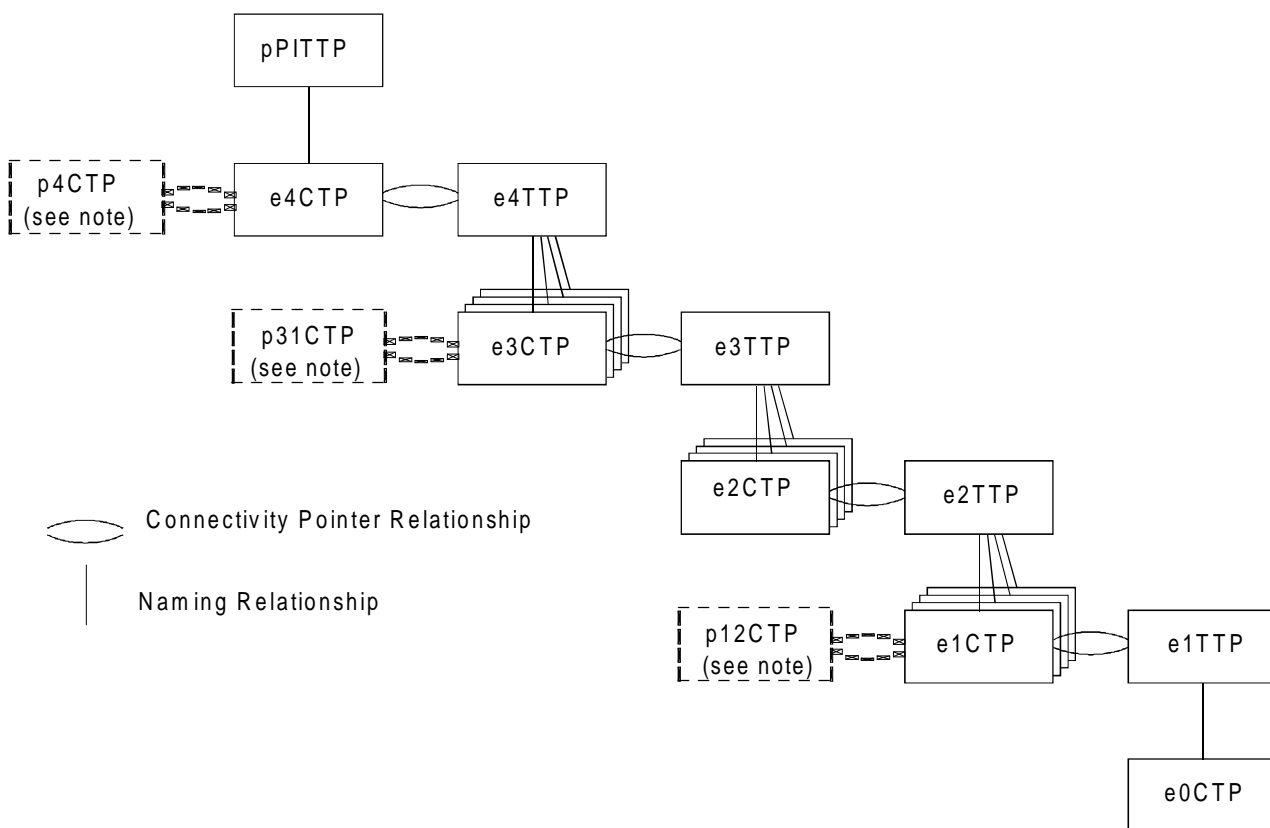 pPITTP
p4CTP
(see note)
e4CTP
e4TTP
p31CTP
(see note)
e3CTP
e3TTP
e2CTP
e2TTP
Connectivity Pointer Relationship
Naming Relationship
p12CTP
(see note)
e1CTP
e1TTP
e0CTP